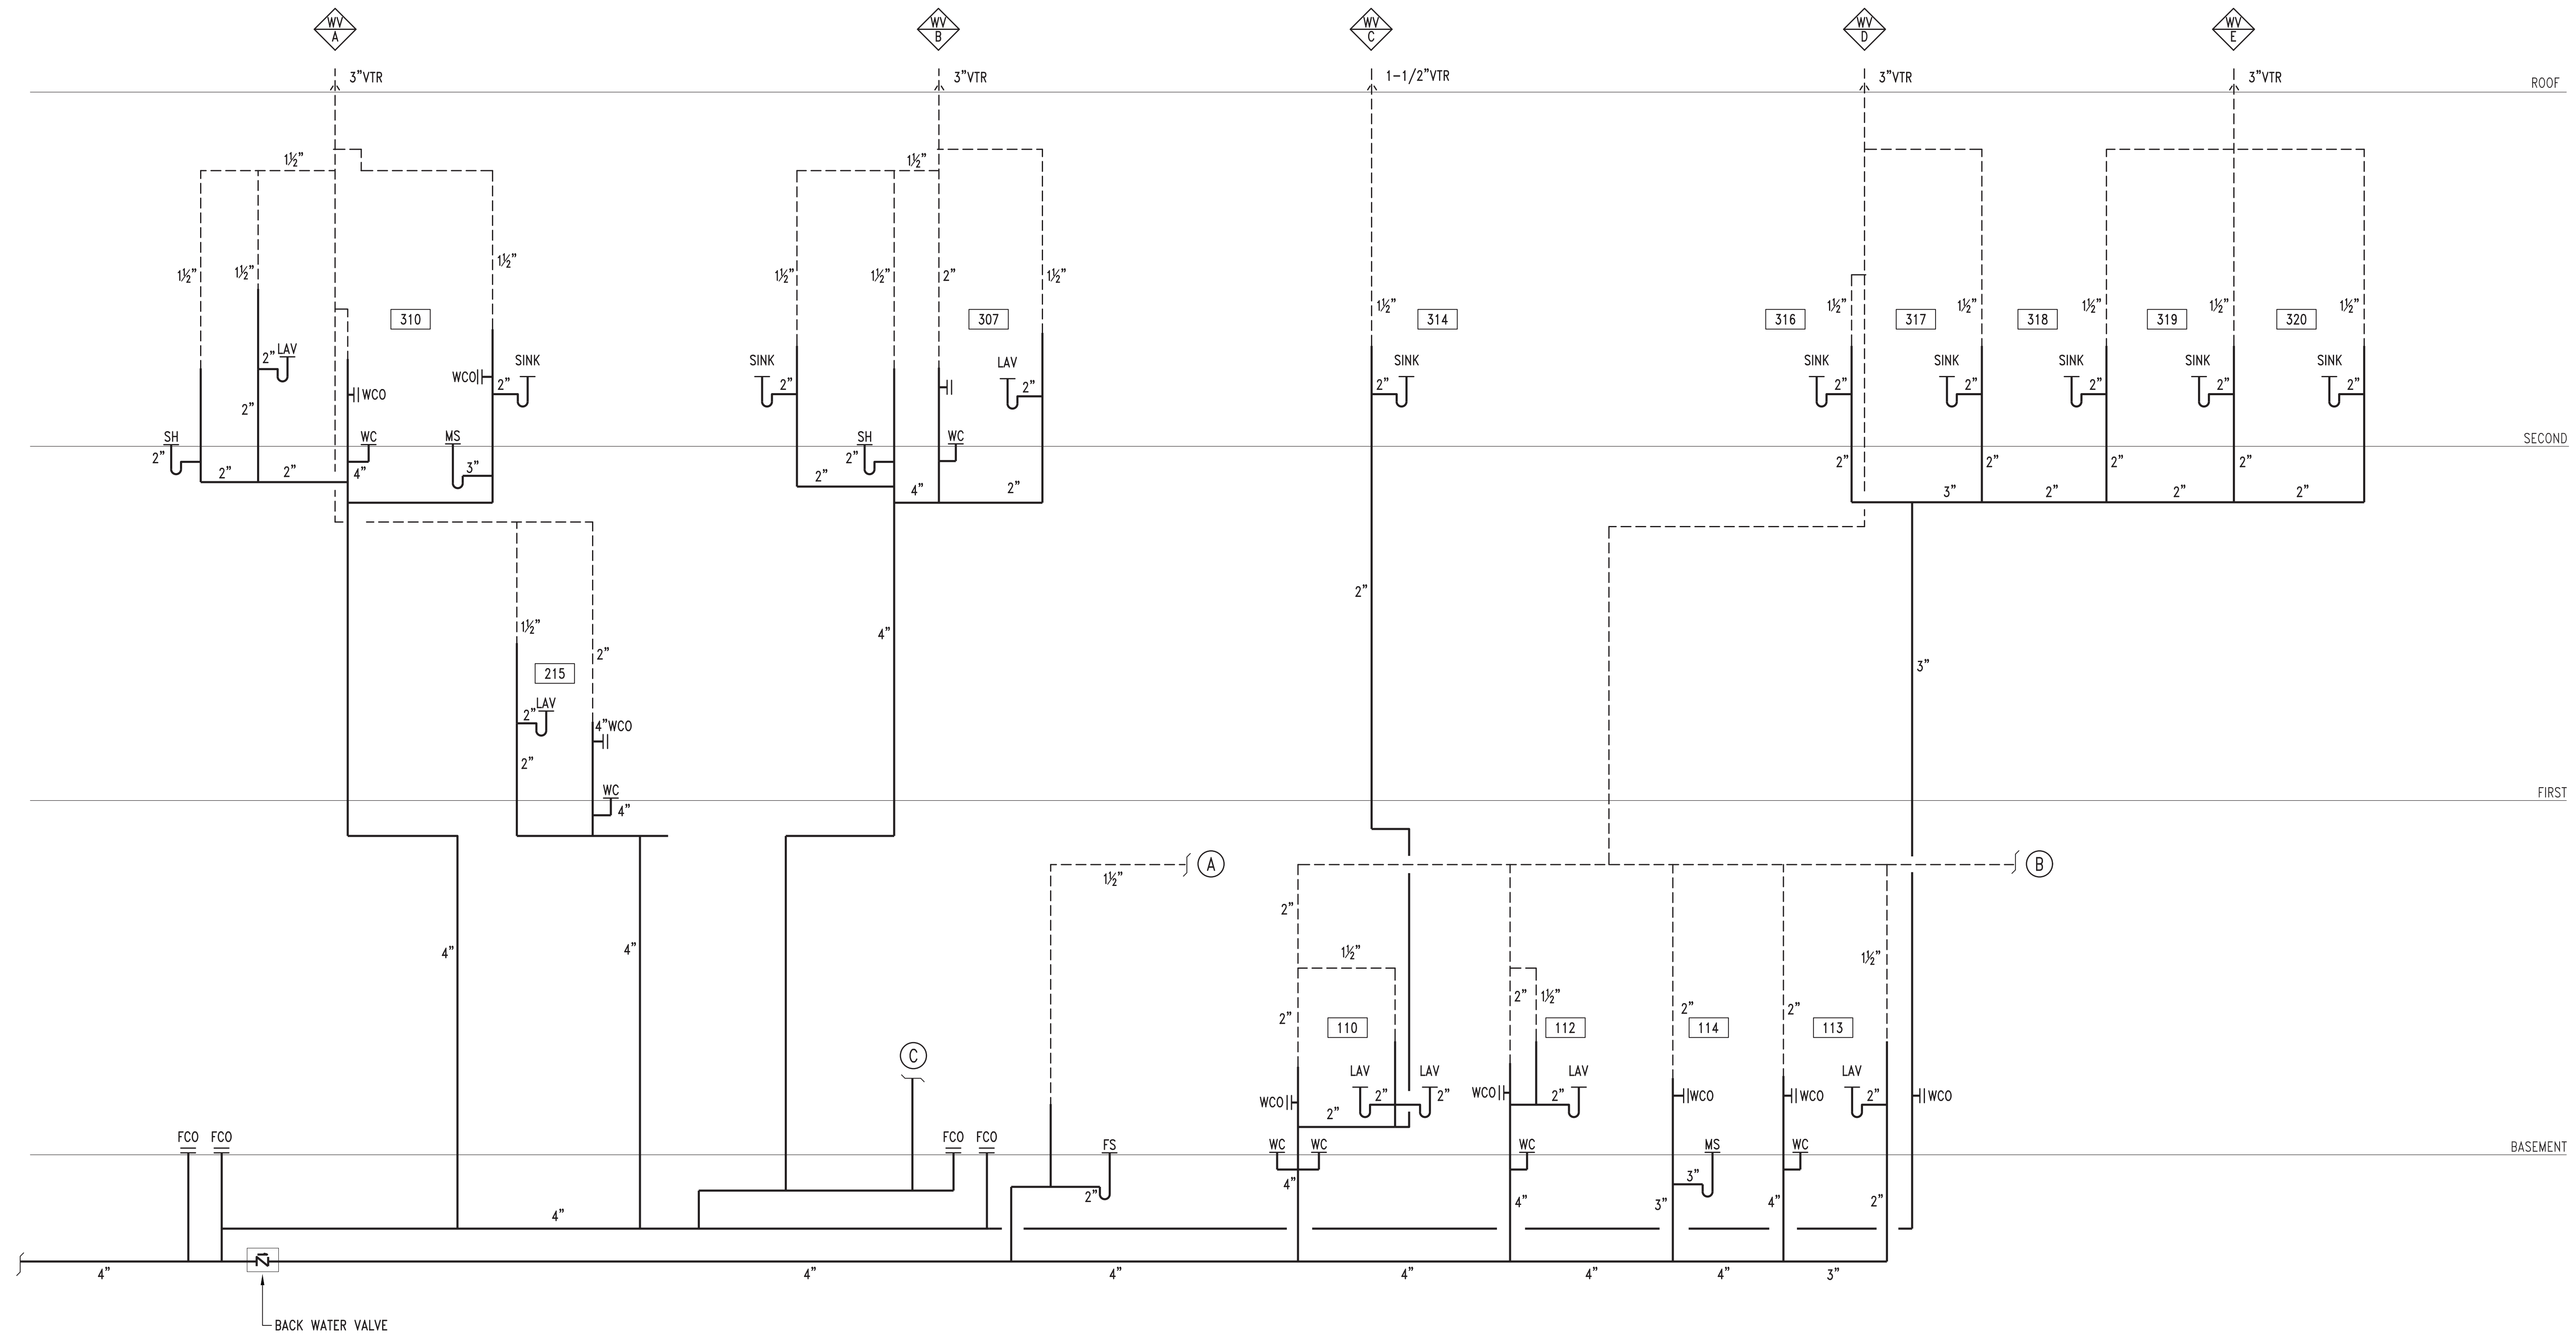 WV WV WV WV WV
A B C D E
3"VTR 3"VTR 1-1/2"VTR 3"VTR 3"VTR
ROOF
1½" 1½"
1½" 1½" 1½" 1½" 1½" 2" 1½"
1½" 1½" 1½" 1½" 1½" 1½"
310 307 314 316 317 318 319 320
2" LAV WCO 2" SINK SINK 2" LAV 2" SINK 2" SINK 2" SINK 2" SINK 2" SINK 2" SINK 2"
2" WCO
SH WC MS SH WC
SECOND
2" 2" 2" 4" 3" 2" 2" 4" 2" 2" 2" 2" 2"
3" 2" 2" 2"
2"
1½" 4"
2" 3"
215
2" LAV 4"WCO
2"
WC 4"
FIRST
A B
1½"
2"
4" 4" 1½" 1½"
2" 2" 1½" 2" 2"
110 112 114 113
C
LAV LAV LAV LAV
WCO 2" 2" WCO 2" WCO WCO 2" WCO
2"
FCO FCO FCO FCO FS WC WC WC MS WC
BASEMENT
2" 4" 4" 3" 3" 4" 2"
4"
4" 4" 4" 4" 4" 4" 3"
BACK WATER VALVE